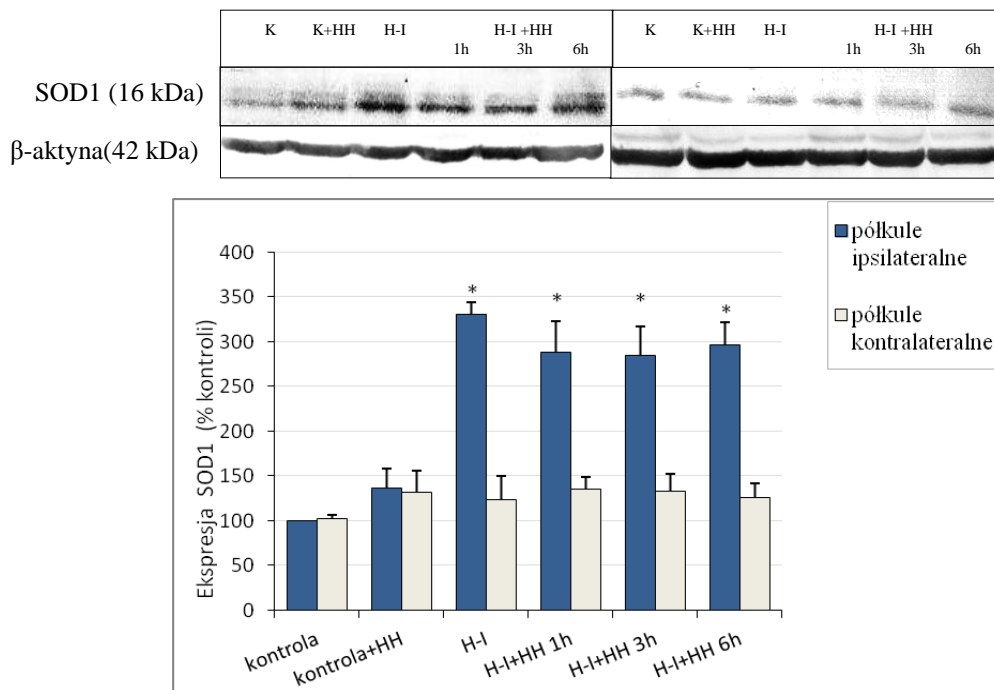 K K+HH H-I H-I +HH
1h 3h 6h
K K+HH H-I H-I +HH
1h 3h 6h
SOD1 (16 kDa)
β-aktyna(42 kDa)
półkule
ipsilateralne
półkule
kontralateralne
Ekspresja SOD1 (% kontroli)
400
350
300
250
200
150
100
50
0
* * * *
kontrola
kontrola+HH
H-I
H-I+HH 1h
H-I+HH 3h
H-I+HH 6h